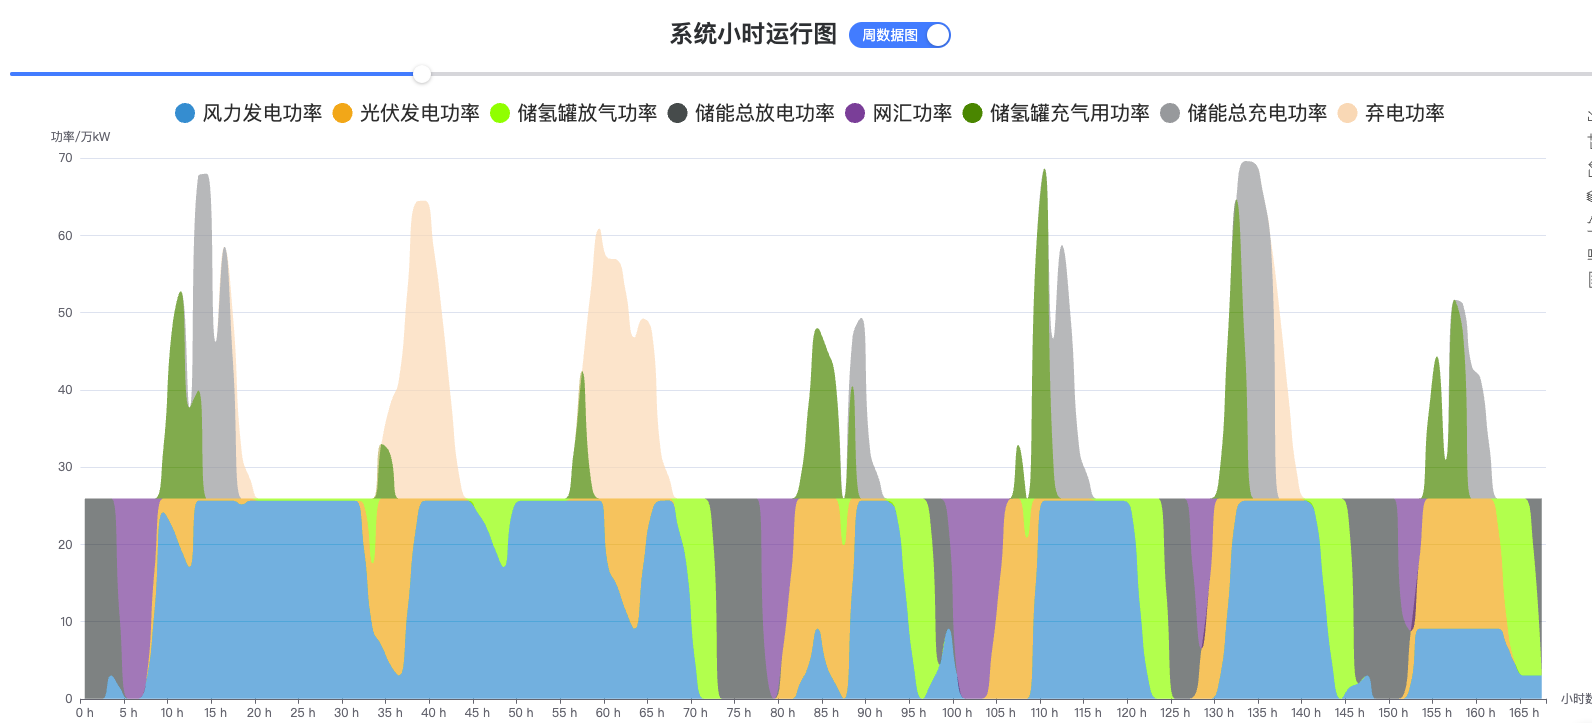 系统小时运行图 周数据图
风力发电功率 光伏发电功率 储氢罐放气功率 储能总放电功率 网汇功率 储氢罐充气用功率 储能总充电功率 弃电功率
功率/万kW
70
60
50
40
30
20
10
0
0 h 5 h 10 h 15 h 20 h 25 h 30 h 35 h 40 h 45 h 50 h 55 h 60 h 65 h 70 h 75 h 80 h 85 h 90 h 95 h 100 h 105 h 110 h 115 h 120 h 125 h 130 h 135 h 140 h 145 h 150 h 155 h 160 h 165 h
小时数